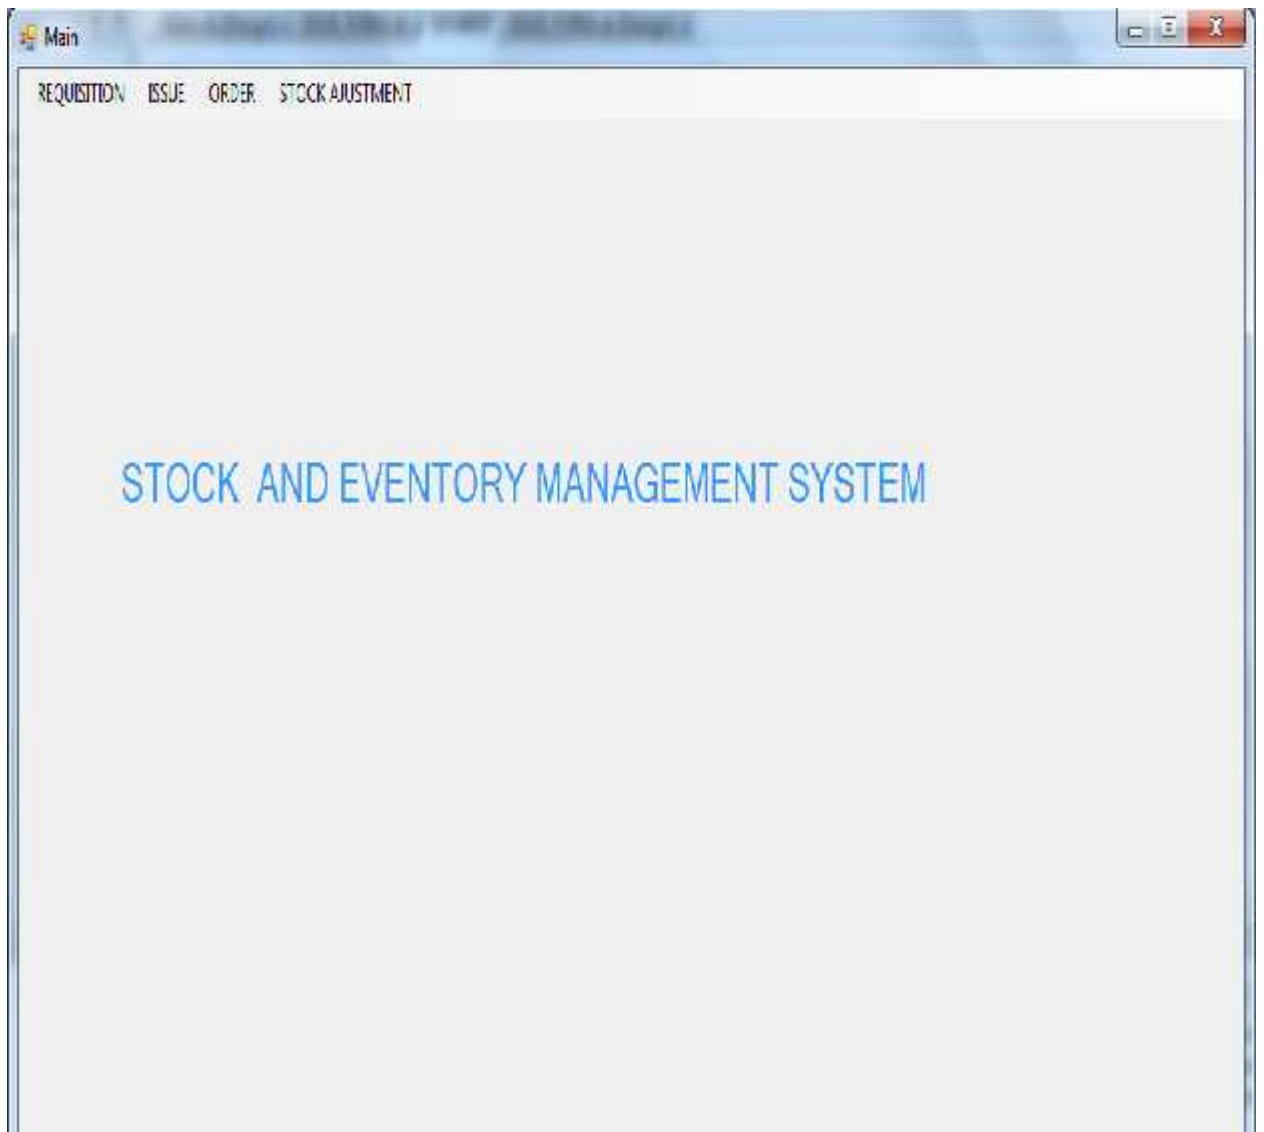 Main
REQUISITION ISSUE ORDER STOCK AJUSTMENT
STOCK AND EVENTORY MANAGEMENT SYSTEM